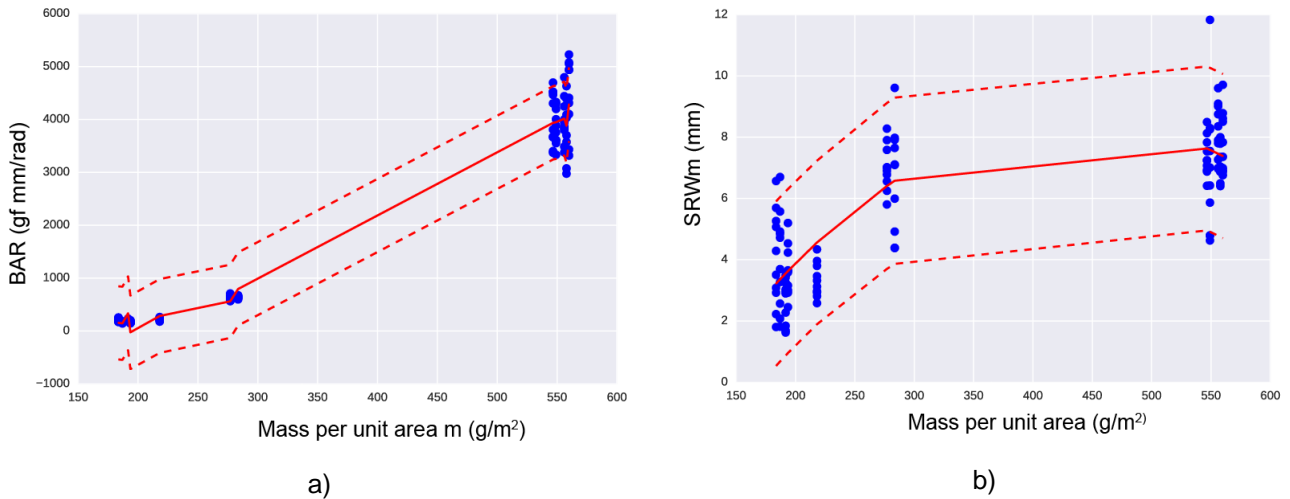 6000
5000
4000
3000
2000
1000
0
−1000
BAR (gf mm/rad)
150 200 250 300 350 400 450 500 550 600
Mass per unit area m (g/m²)
a)
12
10
8
6
4
2
0
SRWm (mm)
150 200 250 300 350 400 450 500 550 600
Mass per unit area (g/m²⁾
b)